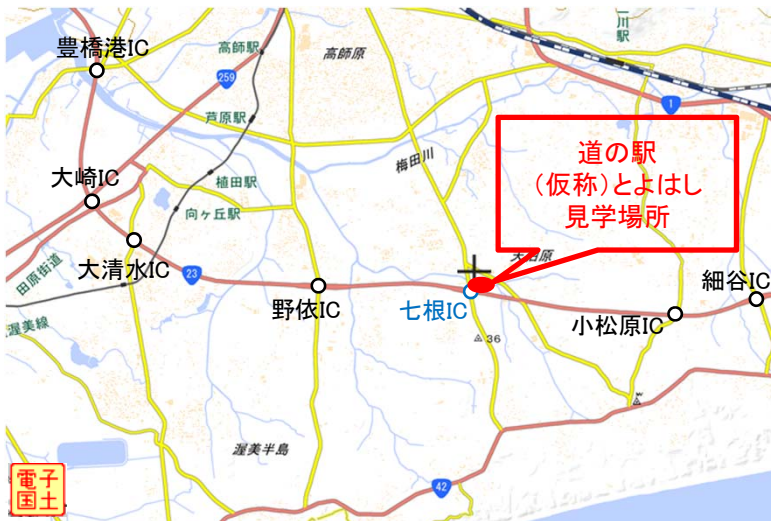 豊橋港IC
高師駅
高師原
259
芦原駅
1
道の駅
（仮称）とよはし
見学場所
梅田川
大崎IC
植田駅
向ヶ丘駅
大清水IC
田原街道
23
野依IC
七根IC
小松原IC
細谷IC
渥美線
36
渥美半島
42
電子
国土